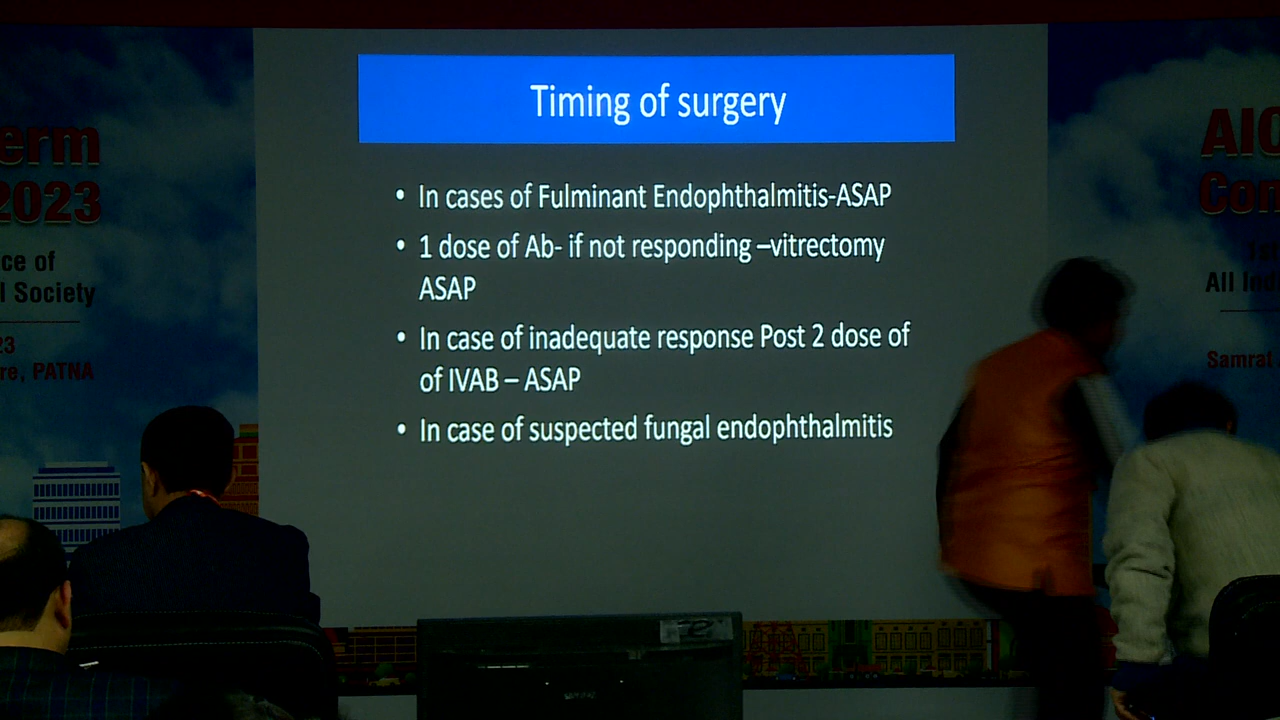 Timing of surgery
• In cases of Fulminant Endophthalmitis-ASAP
• 1 dose of Ab- if not responding –vitrectomy
ASAP
• In case of inadequate response Post 2 dose of
of IVAB – ASAP
• In case of suspected fungal endophthalmitis
erm
2023
ce of
l Society
23
re, PATNA
AIO
Con
1st
All Ind
Samrat